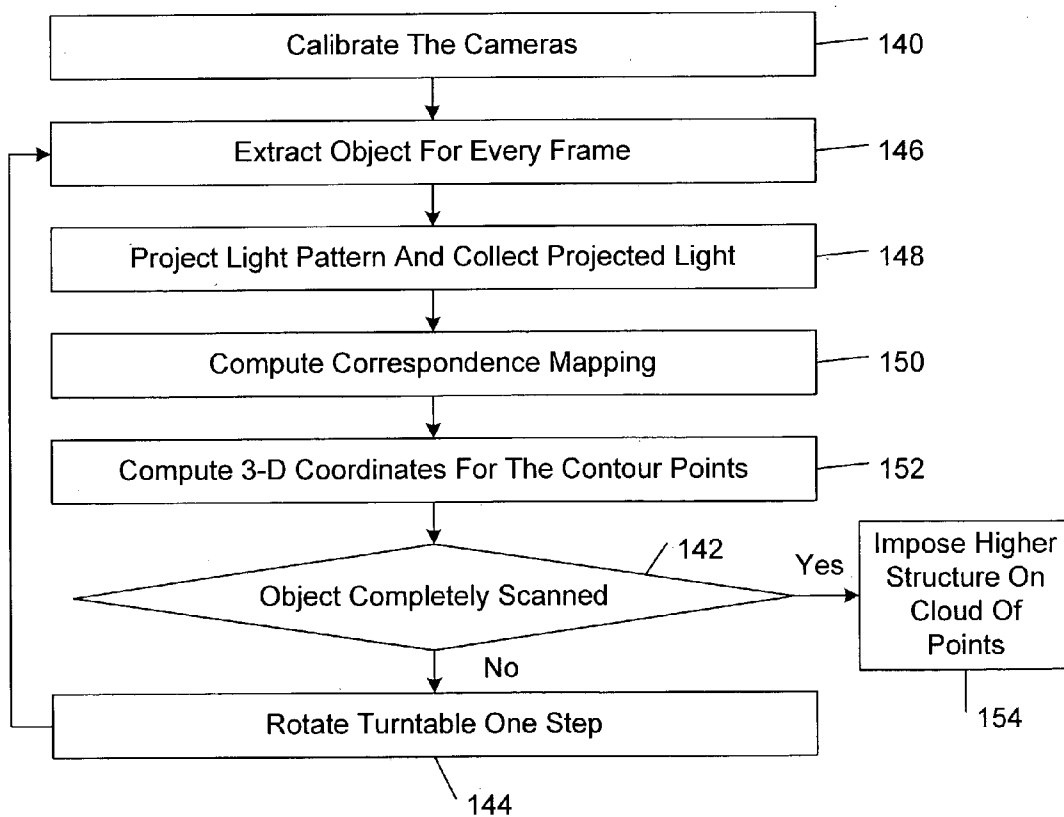 Calibrate The Cameras
140
Extract Object For Every Frame
146
Project Light Pattern And Collect Projected Light
148
Compute Correspondence Mapping
150
Compute 3-D Coordinates For The Contour Points
152
142
Object Completely Scanned
Yes
Impose Higher
Structure On
Cloud Of
Points
154
No
Rotate Turntable One Step
144